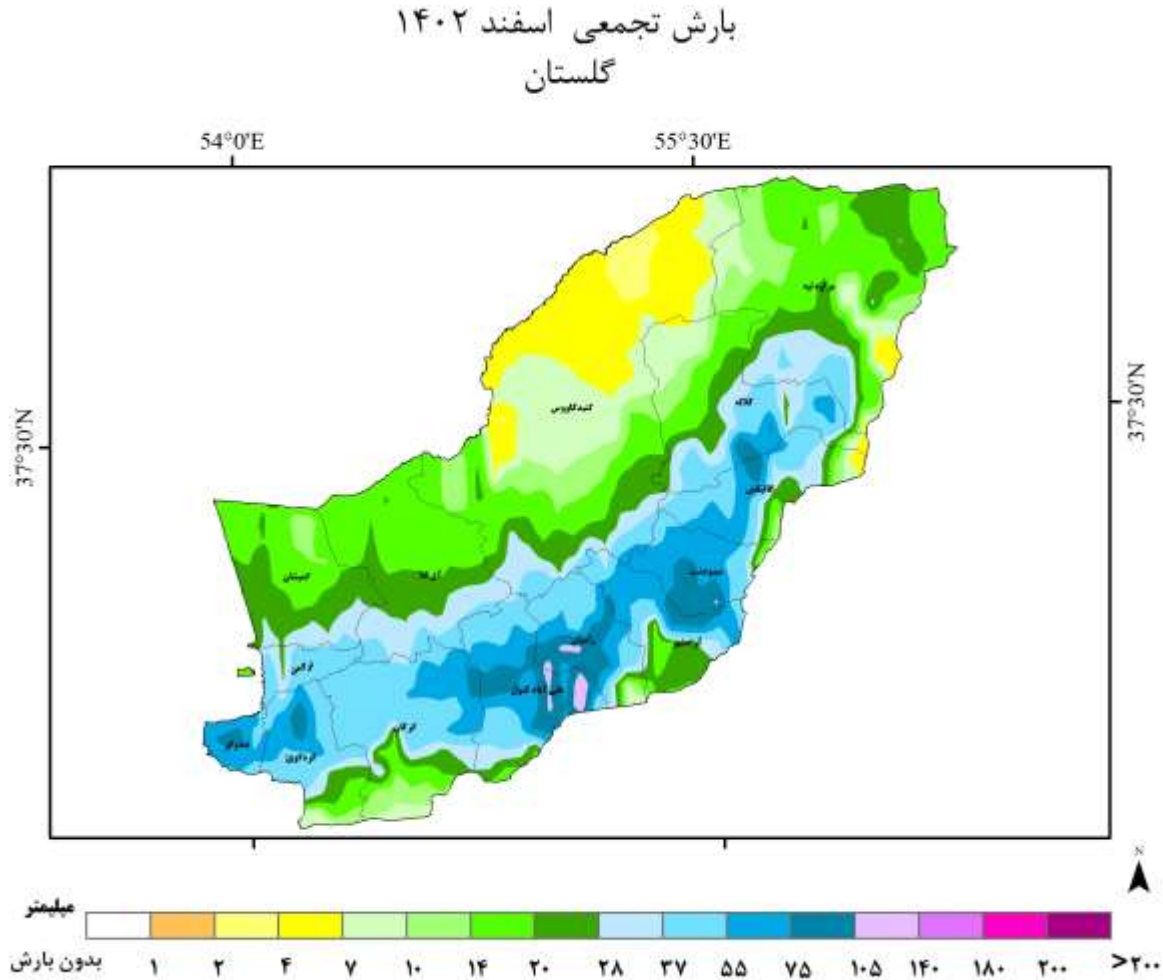 بارش تجمعی اسفند ۱۴۰۲
گلستان
54°0'E 55°30'E
37°30'N
37°30'N
مراوه تپه
گنبدکاووس
کلاله
گالیکش
مینودشت
گمیشان
آق قلا
آزادشهر
رامیان
ترکمن
علی آباد کتول
گرگان
بندرگز
کردکوی
N
میلیمتر
بدون بارش ۱ ۲ ۴ ۷ ۱۰ ۱۴ ۲۰ ۲۸ ۳۷ ۵۵ ۷۵ ۱۰۵ ۱۴۰ ۱۸۰ ۲۰۰ >۲۰۰